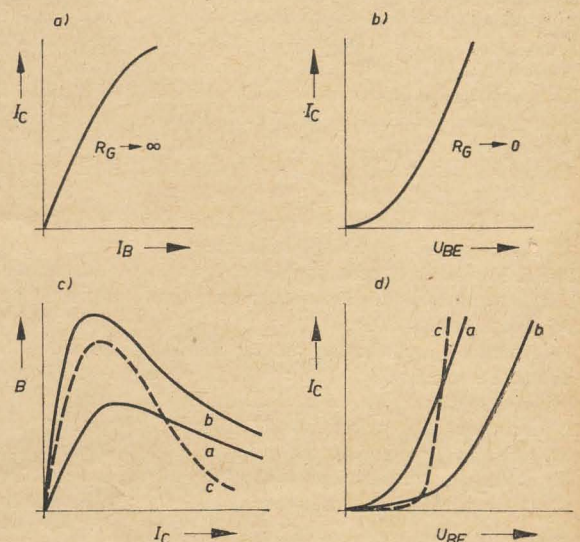 a)
I_C
R_G → ∞
I_B
b)
I_C
R_G → 0
U_BE
c)
B
b
a
c
I_C
d)
I_C
c
a
b
U_BE